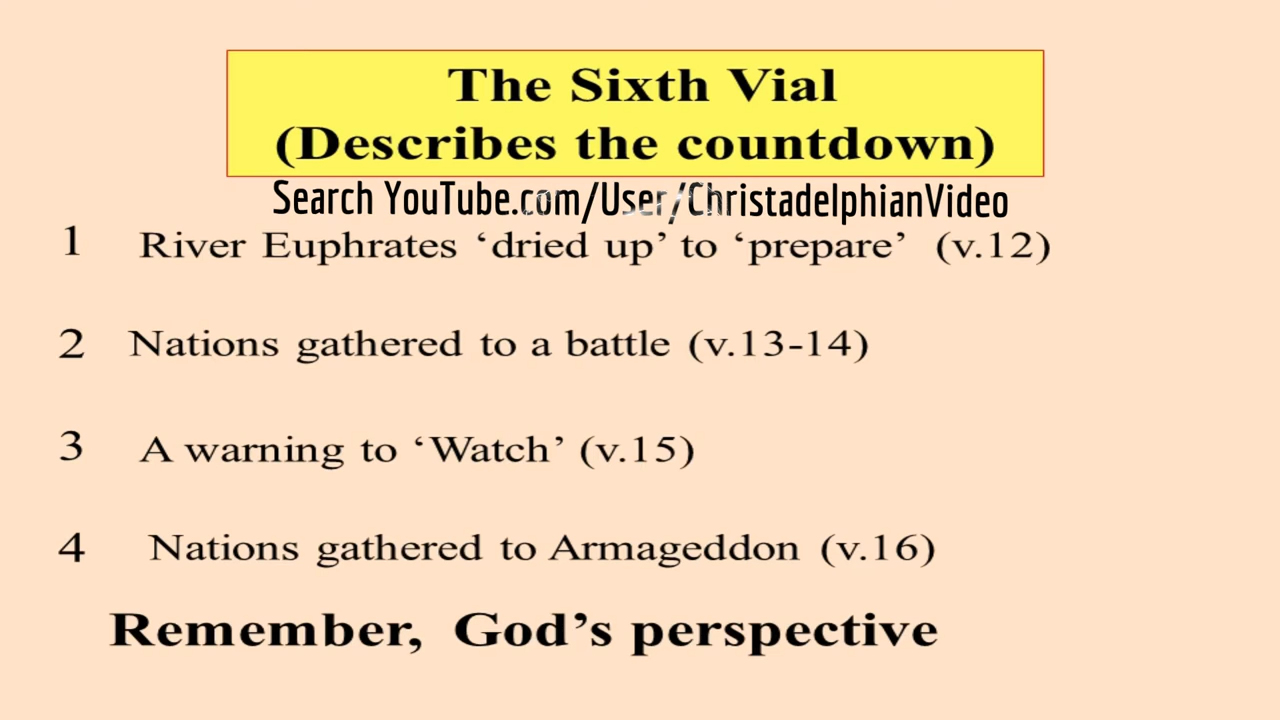 The Sixth Vial
(Describes the countdown)
Search YouTube.com/User/ChristadelphianVideo
1 River Euphrates ‘dried up’ to ‘prepare’ (v.12)
2 Nations gathered to a battle (v.13-14)
3 A warning to ‘Watch’ (v.15)
4 Nations gathered to Armageddon (v.16)
Remember, God’s perspective